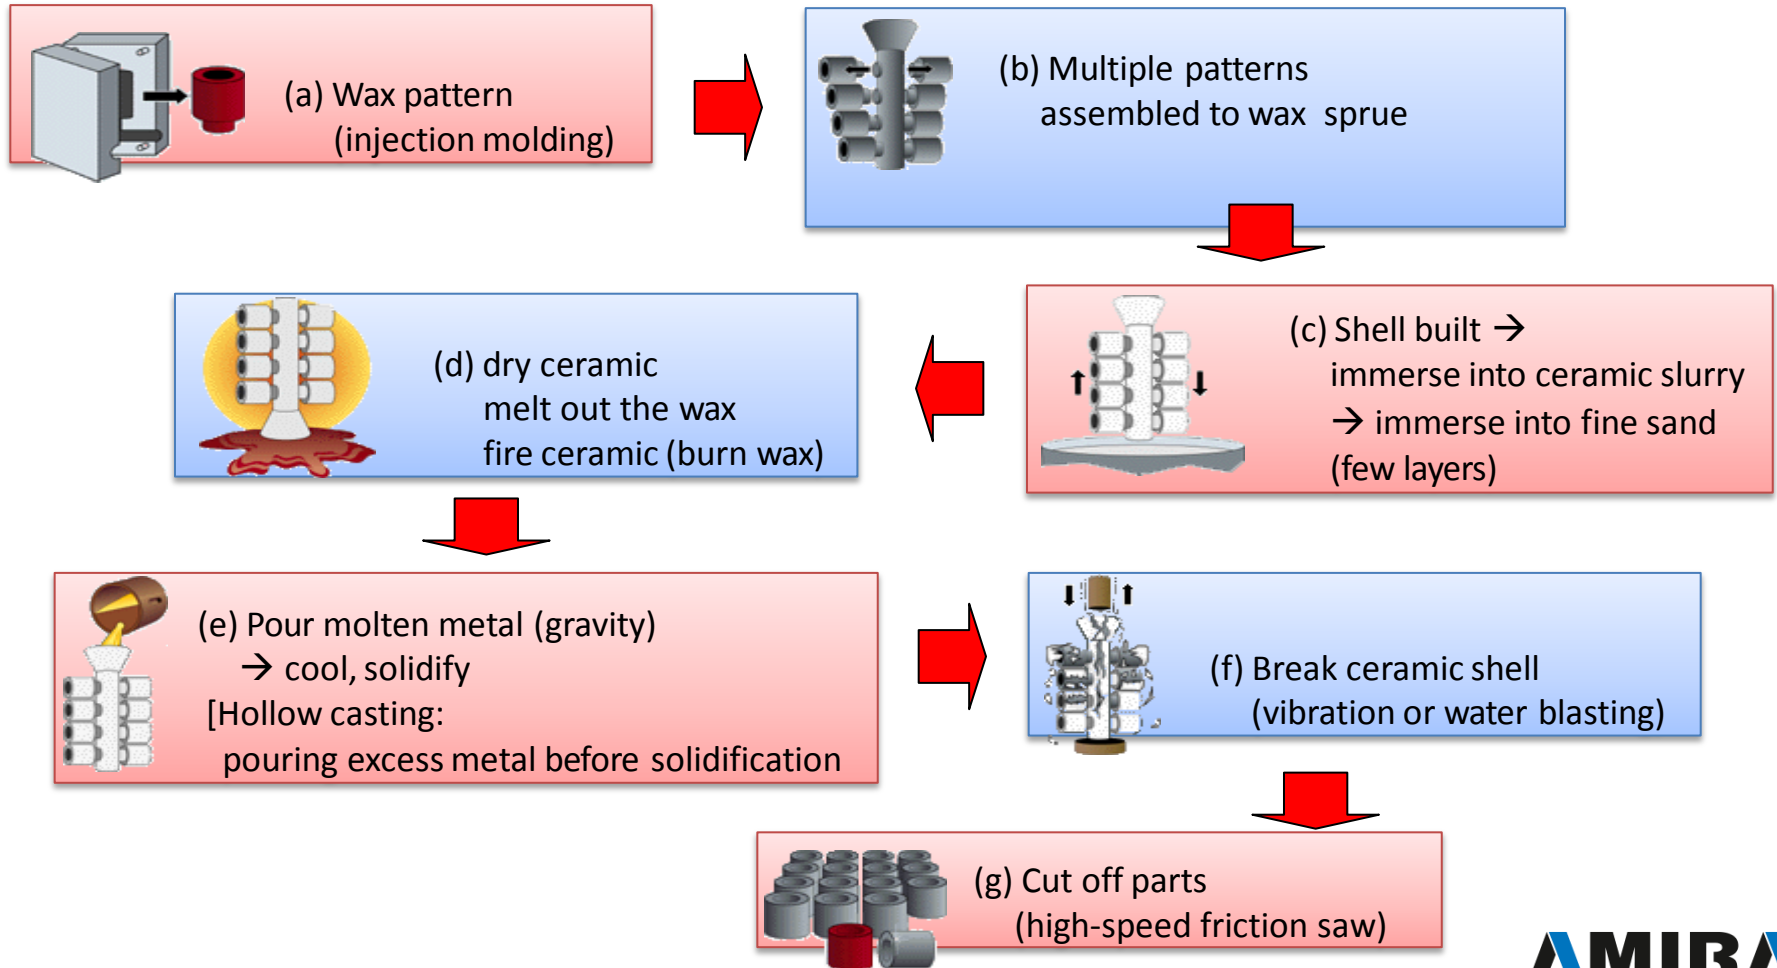 (a) Wax pattern
(injection molding)
(b) Multiple patterns
assembled to wax sprue
(c) Shell built →
immerse into ceramic slurry
→ immerse into fine sand
(few layers)
(d) dry ceramic
melt out the wax
fire ceramic (burn wax)
(e) Pour molten metal (gravity)
→ cool, solidify
[Hollow casting:
pouring excess metal before solidification
(f) Break ceramic shell
(vibration or water blasting)
(g) Cut off parts
(high-speed friction saw)